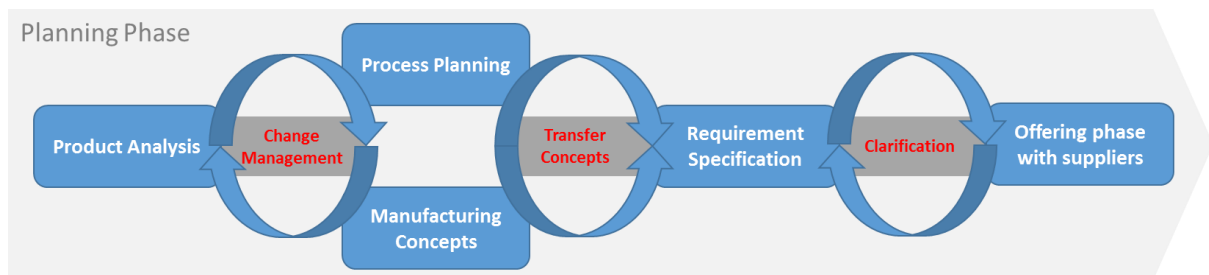 Planning Phase
Process Planning
Product Analysis
Change
Management
Manufacturing
Concepts
Transfer
Concepts
Requirement
Specification
Clarification
Offering phase
with suppliers